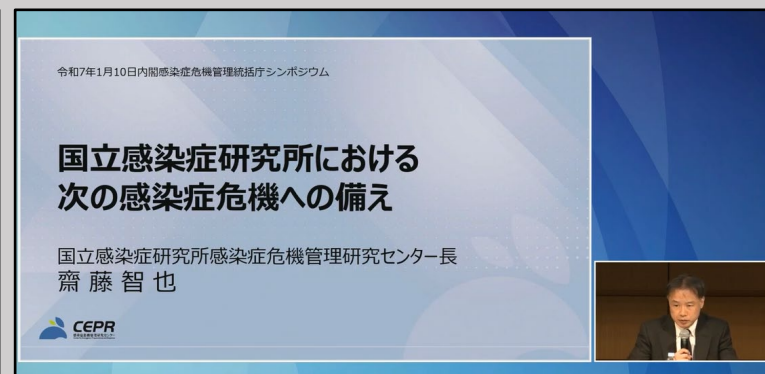 令和7年1月10日内閣感染症危機管理統括庁シンポジウム
国立感染症研究所における
次の感染症危機への備え
国立感染症研究所感染症危機管理研究センター長
齋藤智也
CEPR